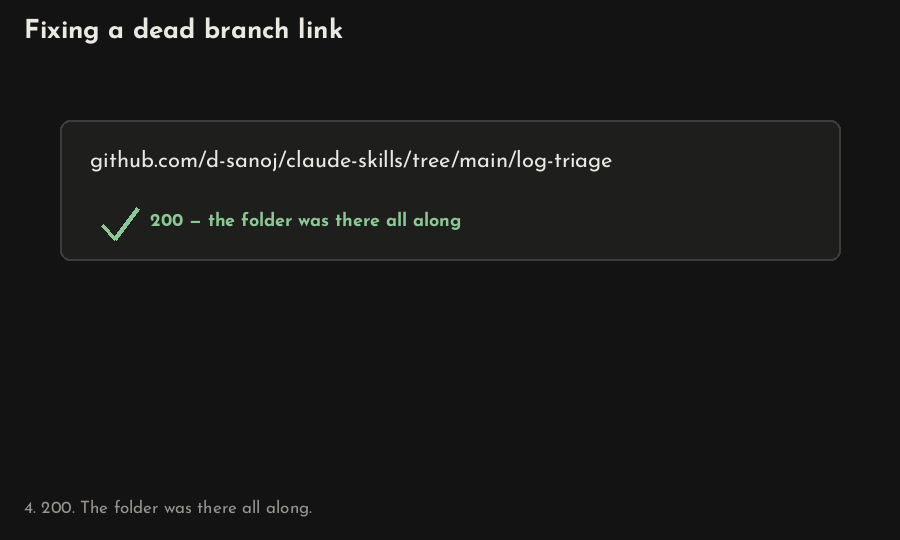 Fixing a dead branch link
github.com/d-sanoj/claude-skills/tree/main/log-triage
200 – the folder was there all along
4. 200. The folder was there all along.